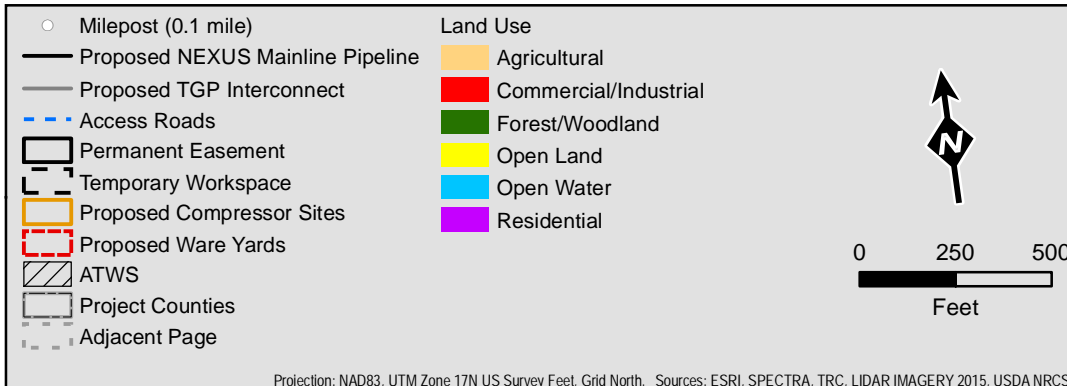 Milepost (0.1 mile)
Proposed NEXUS Mainline Pipeline
Proposed TGP Interconnect
Access Roads
Permanent Easement
Temporary Workspace
Proposed Compressor Sites
Proposed Ware Yards
ATWS
Project Counties
Adjacent Page
Land Use
Agricultural
Commercial/Industrial
Forest/Woodland
Open Land
Open Water
Residential
N
0 250 500
Feet
Projection: NAD83, UTM Zone 17N US Survey Feet, Grid North. Sources: ESRI, SPECTRA, TRC, LIDAR IMAGERY 2015, USDA NRCS